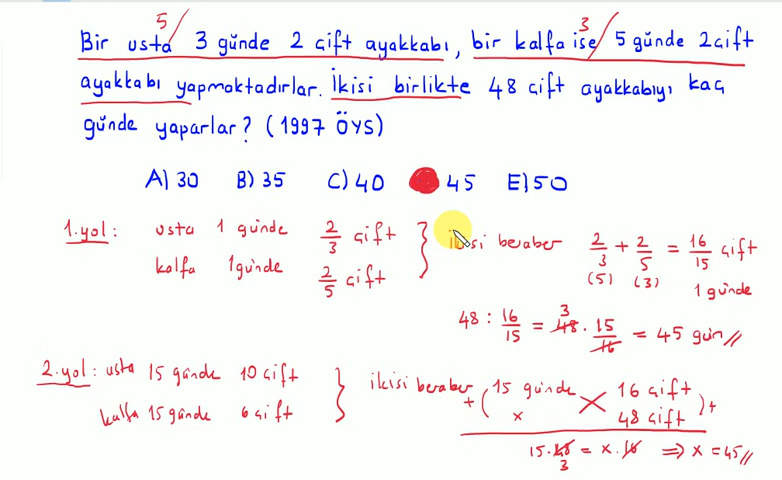 5/ 3/
Bir usta 3 günde 2 çift ayakkabı, bir kalfa ise 5 günde 2 çift
ayakkabı yapmaktadırlar. İkisi birlikte 48 çift ayakkabıyı kaç
günde yaparlar? (1997 ÖYS)
A) 30 B) 35 C) 40 45 E) 50
1.yol: usta 1 günde 2/3 çift } ikisi beraber 2/3 + 2/5 = 16/15 çift
(5) (3) 1 günde
kalfa 1 günde 2/5 çift
48 : 16/15 = 48 . 15/16 = 45 gün //
3
2.yol: usta 15 günde 10 çift } ikisi beraber + ( 15 günde 16 çift ) +
kalfa 15 günde 6 çift x 48 çift
15.48 = x.16 ⇒ x = 45 //
3